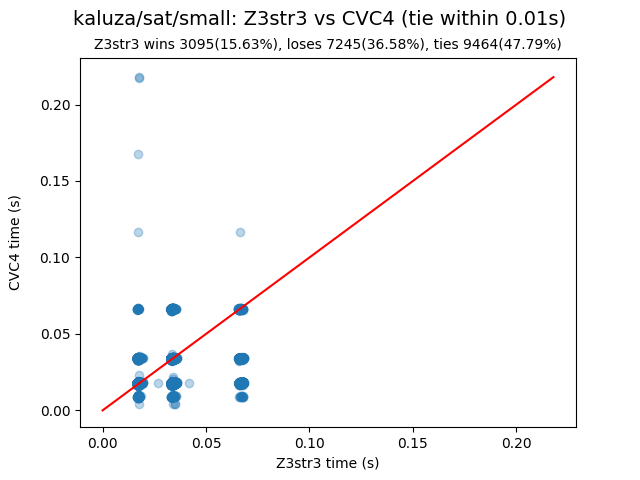 kaluza/sat/small: Z3str3 vs CVC4 (tie within 0.01s)
Z3str3 wins 3095(15.63%), loses 7245(36.58%), ties 9464(47.79%)
0.20
0.15
0.10
0.05
0.00
CVC4 time (s)
0.00 0.05 0.10 0.15 0.20
Z3str3 time (s)